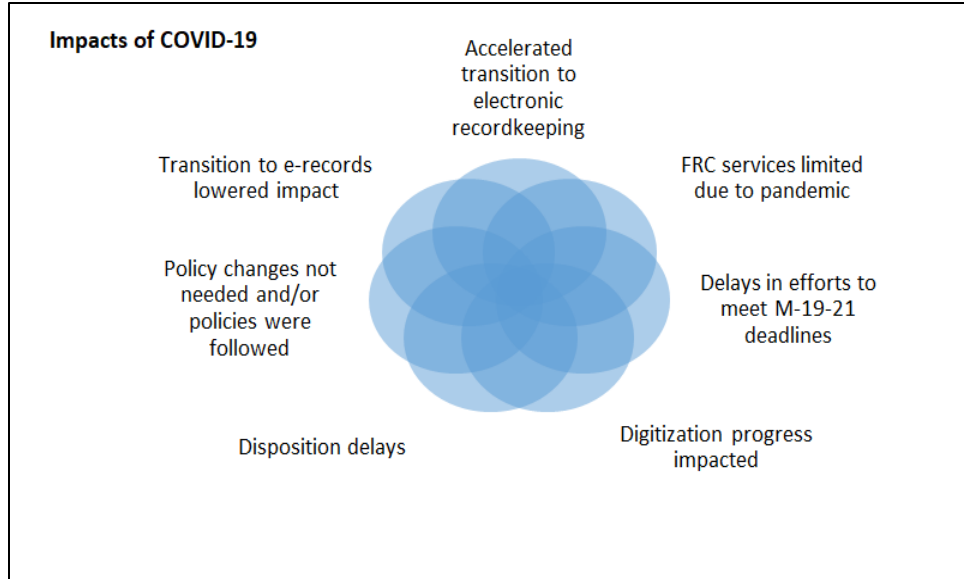 Impacts of COVID-19
Accelerated
transition to
electronic
recordkeeping
FRC services limited
due to pandemic
Delays in efforts to
meet M-19-21
deadlines
Digitization progress
impacted
Disposition delays
Policy changes not
needed and/or
policies were
followed
Transition to e-records
lowered impact